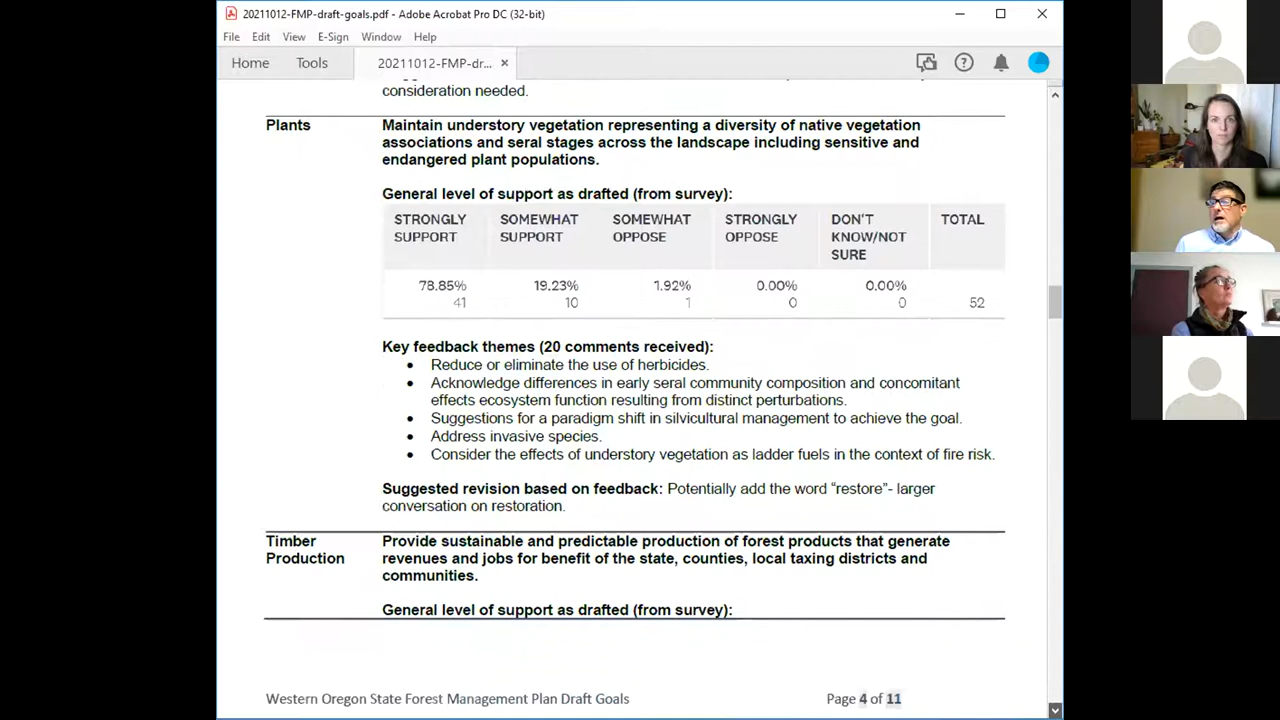 20211012-FMP-draft-goals.pdf - Adobe Acrobat Pro DC (32-bit)
File Edit View E-Sign Window Help
Home Tools 20211012-FMP-dr... ×
consideration needed.
Plants Maintain understory vegetation representing a diversity of native vegetation
associations and seral stages across the landscape including sensitive and
endangered plant populations.
General level of support as drafted (from survey):
STRONGLY SOMEWHAT SOMEWHAT STRONGLY DON'T TOTAL
SUPPORT SUPPORT OPPOSE OPPOSE KNOW/NOT
SURE
78.85% 19.23% 1.92% 0.00% 0.00%
41 10 1 0 0 52
Key feedback themes (20 comments received):
• Reduce or eliminate the use of herbicides.
• Acknowledge differences in early seral community composition and concomitant
effects ecosystem function resulting from distinct perturbations.
• Suggestions for a paradigm shift in silvicultural management to achieve the goal.
• Address invasive species.
• Consider the effects of understory vegetation as ladder fuels in the context of fire risk.
Suggested revision based on feedback: Potentially add the word “restore”- larger
conversation on restoration.
Timber Provide sustainable and predictable production of forest products that generate
Production revenues and jobs for benefit of the state, counties, local taxing districts and
communities.
General level of support as drafted (from survey):
Western Oregon State Forest Management Plan Draft Goals Page 4 of 11